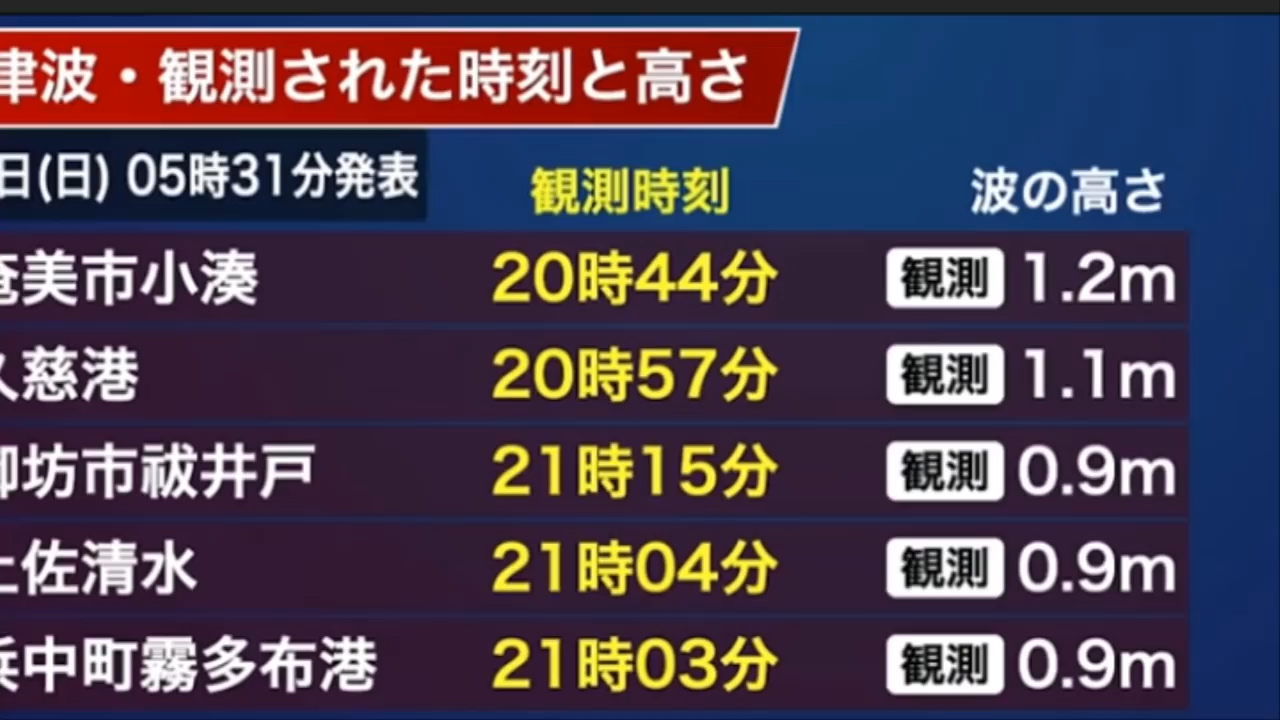 津波・観測された時刻と高さ
日(日) 05時31分発表
観測時刻 波の高さ
奄美市小湊 20時44分 観測 1.2m
久慈港 20時57分 観測 1.1m
御坊市祓井戸 21時15分 観測 0.9m
土佐清水 21時04分 観測 0.9m
浜中町霧多布港 21時03分 観測 0.9m